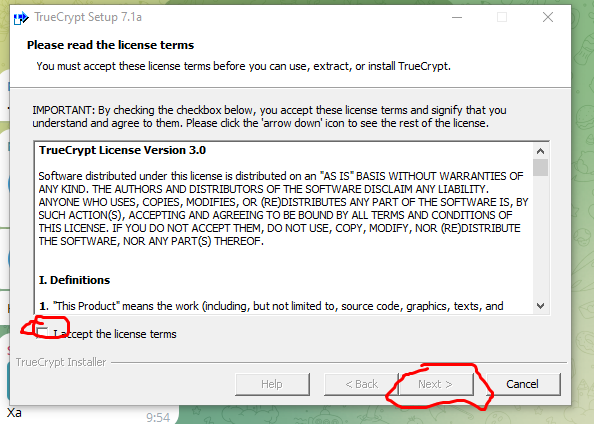 TrueCrypt Setup 7.1a
Please read the license terms
You must accept these license terms before you can use, extract, or install TrueCrypt.
IMPORTANT: By checking the checkbox below, you accept these license terms and signify that you
understand and agree to them. Please click the 'arrow down' icon to see the rest of the license.
TrueCrypt License Version 3.0
Software distributed under this license is distributed on an "AS IS" BASIS WITHOUT WARRANTIES OF
ANY KIND. THE AUTHORS AND DISTRIBUTORS OF THE SOFTWARE DISCLAIM ANY LIABILITY.
ANYONE WHO USES, COPIES, MODIFIES, OR (RE)DISTRIBUTES ANY PART OF THE SOFTWARE IS, BY
SUCH ACTION(S), ACCEPTING AND AGREEING TO BE BOUND BY ALL TERMS AND CONDITIONS OF
THIS LICENSE. IF YOU DO NOT ACCEPT THEM, DO NOT USE, COPY, MODIFY, NOR (RE)DISTRIBUTE
THE SOFTWARE, NOR ANY PART(S) THEREOF.
I. Definitions
1. "This Product" means the work (including, but not limited to, source code, graphics, texts, and
I accept the license terms
TrueCrypt Installer
Help
< Back
Next >
Cancel
Ха
9:54